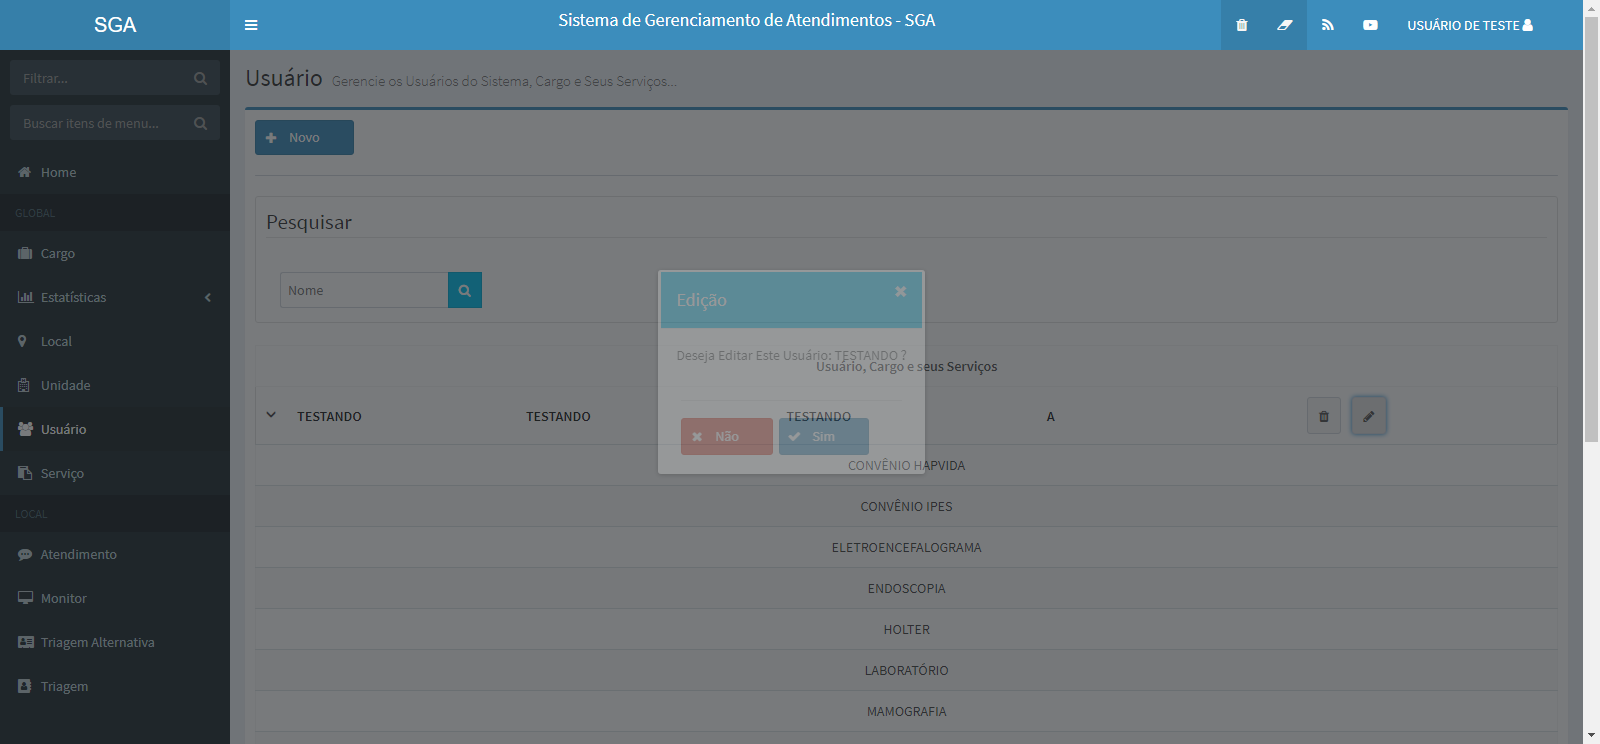 SGA
Sistema de Gerenciamento de Atendimentos - SGA
USUÁRIO DE TESTE
Filtrar...
Buscar itens de menu...
Home
GLOBAL
Cargo
Estatísticas
Local
Unidade
Usuário
Serviço
LOCAL
Atendimento
Monitor
Triagem Alternativa
Triagem
Usuário Gerencie os Usuários do Sistema, Cargo e Seus Serviços...
Novo
Pesquisar
Nome
Edição
Deseja Editar Este Usuário: TESTANDO ?
Não Sim
Usuário, Cargo e seus Serviços
TESTANDO TESTANDO TESTANDO A
CONVÊNIO HAPVIDA
CONVÊNIO IPES
ELETROENCEFALOGRAMA
ENDOSCOPIA
HOLTER
LABORATÓRIO
MAMOGRAFIA